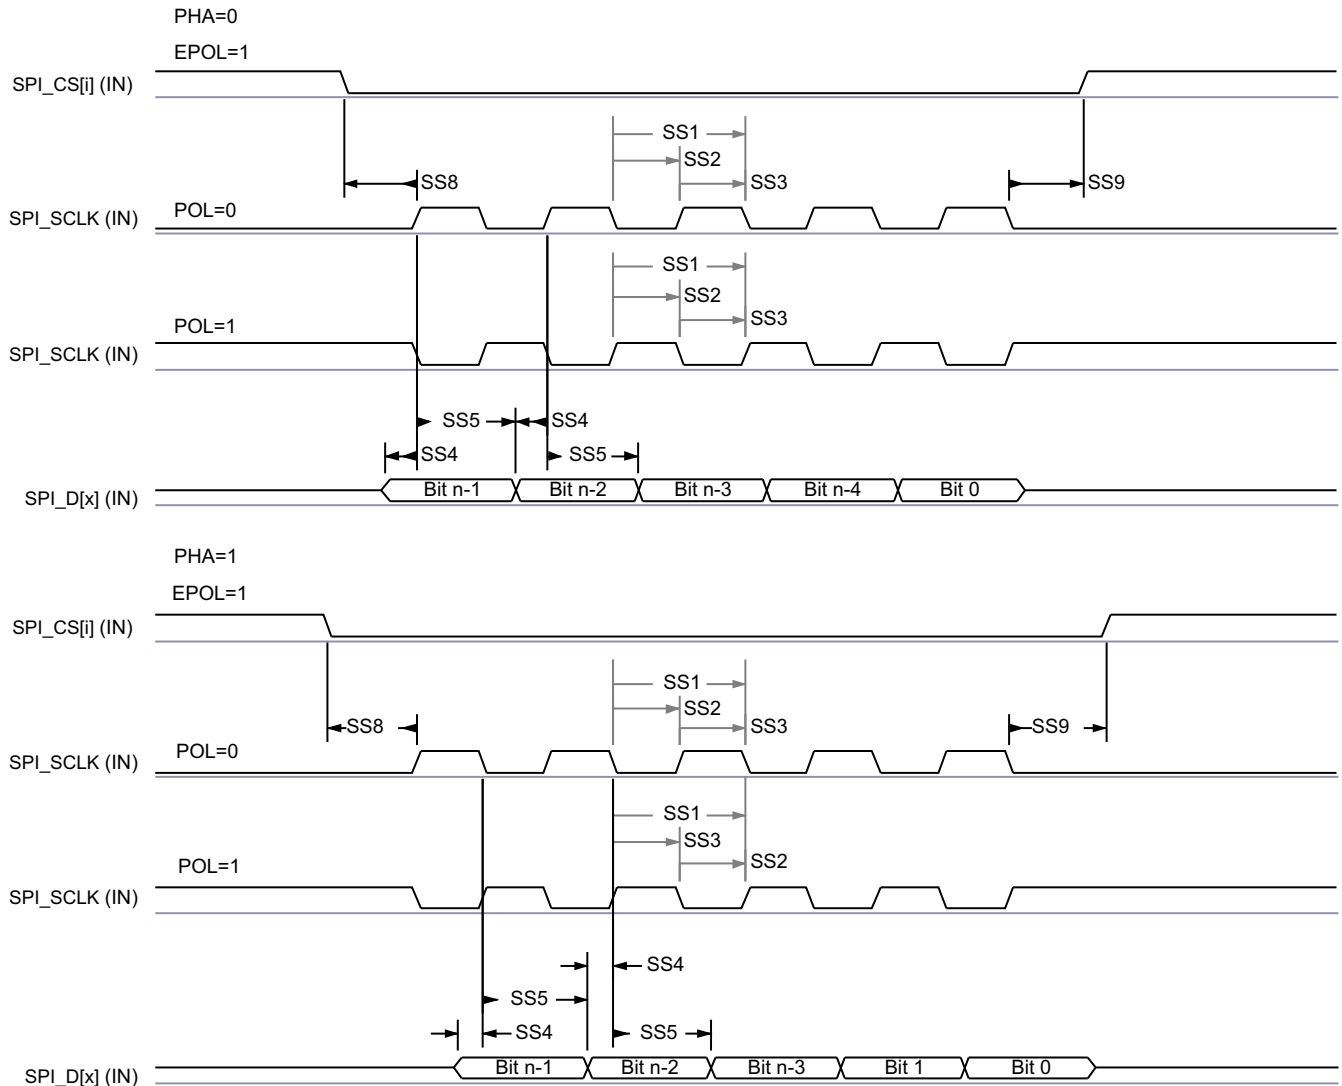 PHA=0
EPOL=1
SPI_CS[i] (IN)
SS1
SS2
SS8
SS3
SS9
POL=0
SPI_SCLK (IN)
SS1
SS2
SS3
POL=1
SPI_SCLK (IN)
SS5
SS4
SS4
SS5
SPI_D[x] (IN)
Bit n-1
Bit n-2
Bit n-3
Bit n-4
Bit 0
PHA=1
EPOL=1
SPI_CS[i] (IN)
SS1
SS2
SS8
SS3
SS9
POL=0
SPI_SCLK (IN)
SS1
SS3
SS2
POL=1
SPI_SCLK (IN)
SS4
SS5
SS4
SS5
SPI_D[x] (IN)
Bit n-1
Bit n-2
Bit n-3
Bit 1
Bit 0